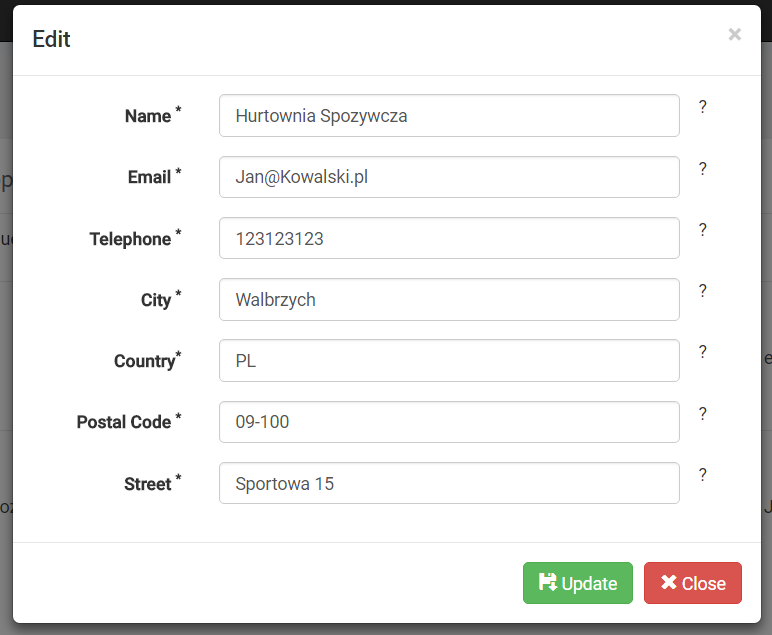 Edit ×
Name * Hurtownia Spozywcza ?
Email * Jan@Kowalski.pl ?
Telephone * 123123123 ?
City * Walbrzych ?
Country* PL ?
Postal Code * 09-100 ?
Street * Sportowa 15 ?
Update Close